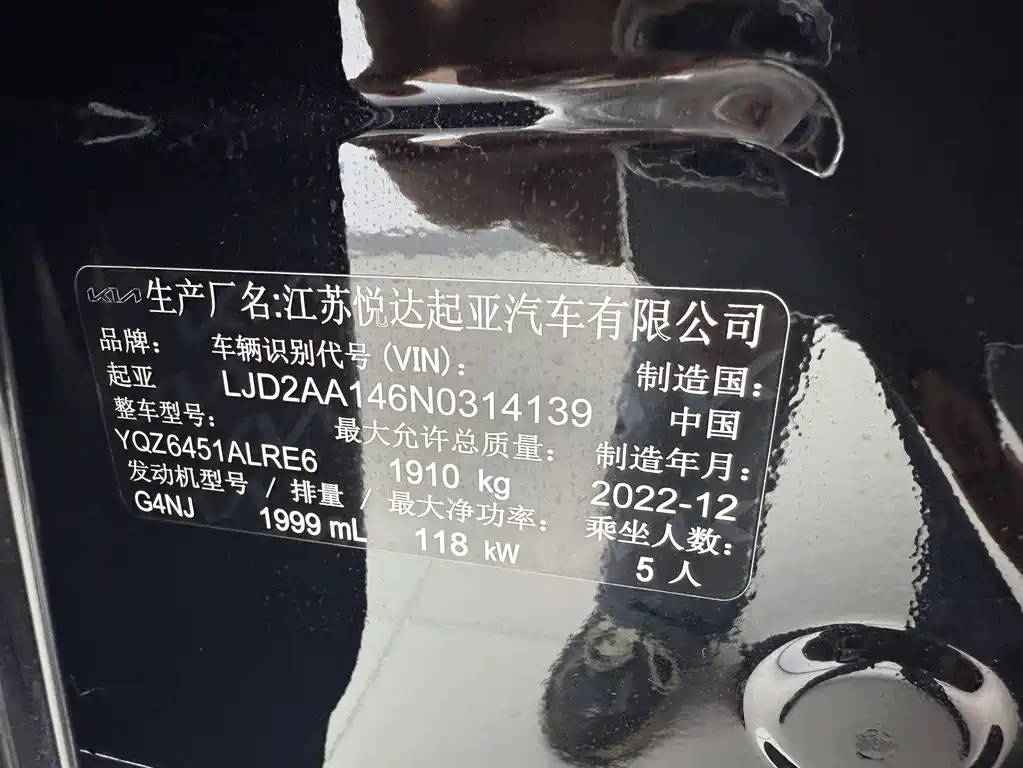 KIA 生产厂名:江苏悦达起亚汽车有限公司
品牌: 车辆识别代号 (VIN): 制造国:
起亚 LJD2AA146N0314139 中国
整车型号: 最大允许总质量: 制造年月:
YQZ6451ALRE6 1910 kg 2022-12
发动机型号 / 排量 / 最大净功率: 乘坐人数:
G4NJ 1999 mL 118 kW 5 人